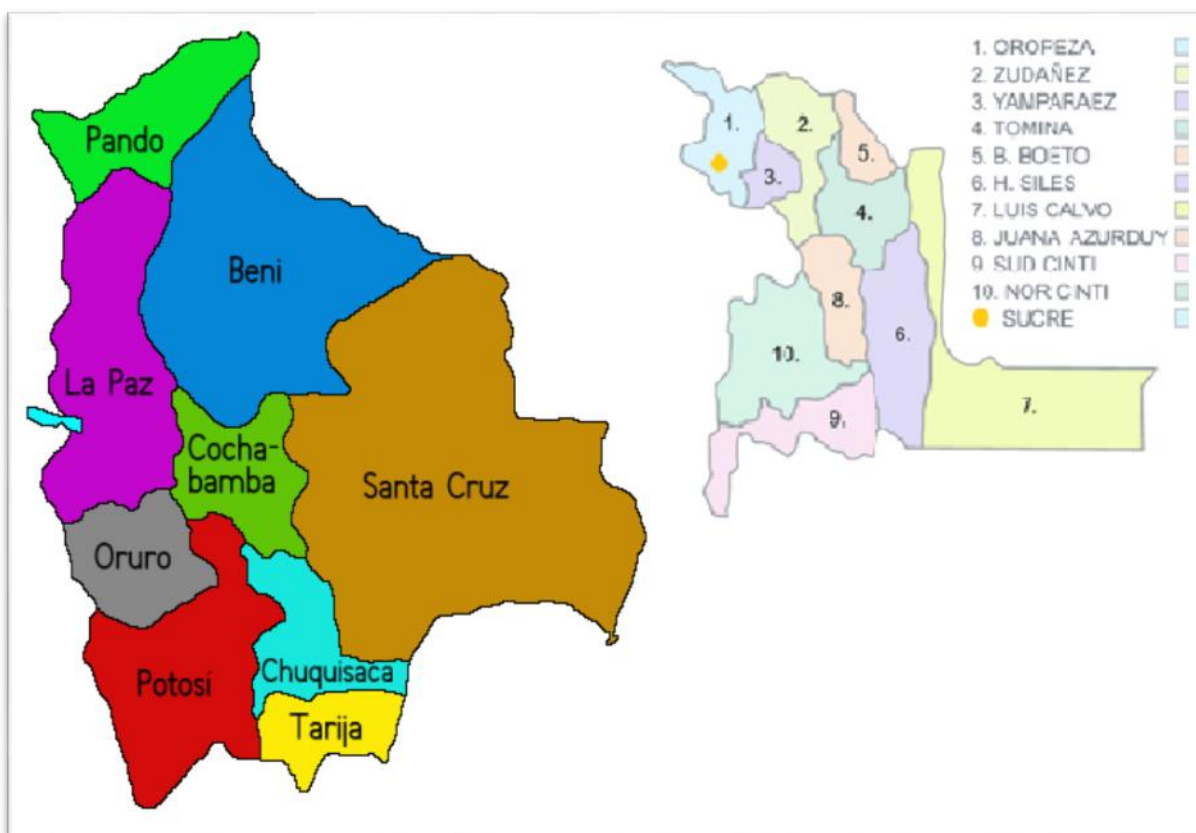 Pando
Beni
La Paz
Cocha-
bamba
Santa Cruz
Oruro
Potosí
Chuquisaca
Tarija
1.
2.
3.
4.
5.
6.
7.
8.
9.
10.
1. OROPEZA
2. ZUDAÑEZ
3. YAMPARAEZ
4. TOMINA
5. B. BOETO
6. H. SILES
7. LUIS CALVO
8. JUANA AZURDUY
9. SUD CINTI
10. NOR CINTI
SUCRE